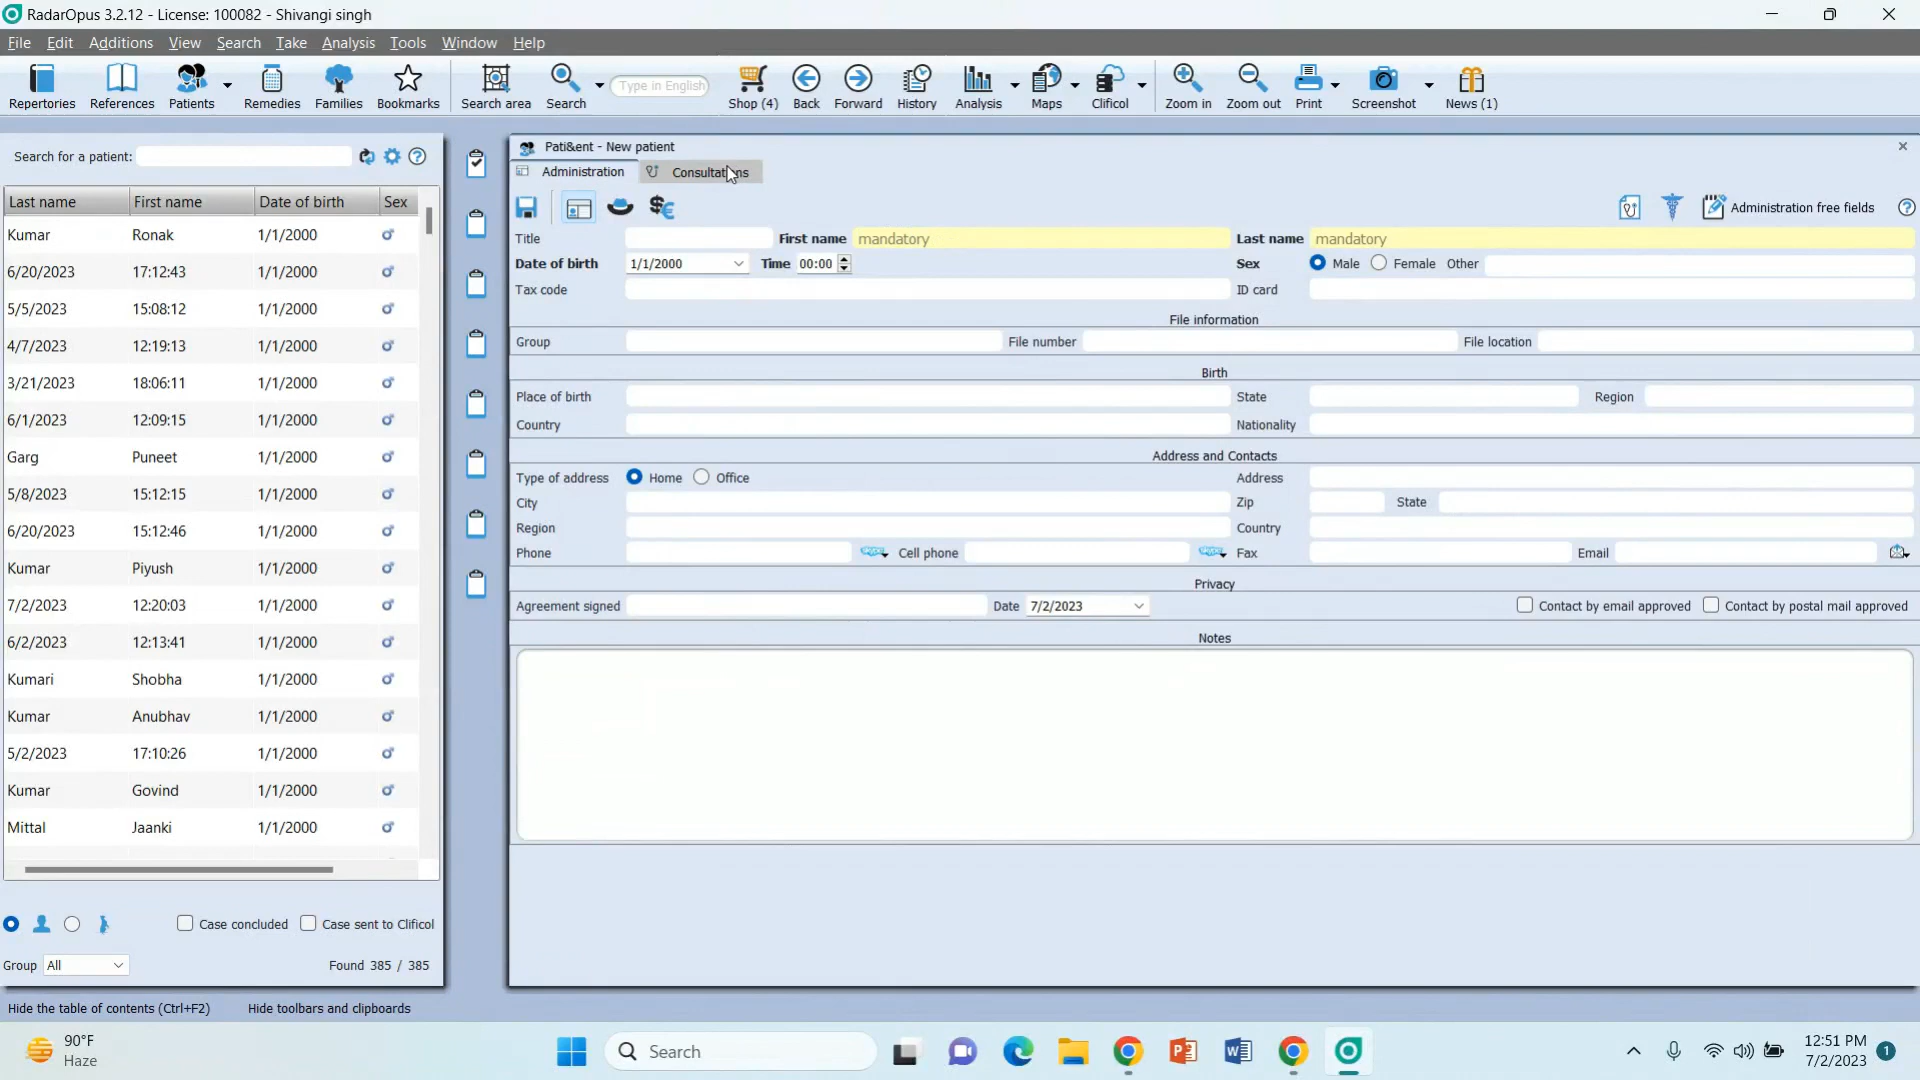 RadarOpus 3.2.12 - License: 100082 - Shivangi singh
File Edit Additions View Search Take Analysis Tools Window Help
Repertories References Patients Remedies Families Bookmarks Search area Search Type in English Shop (4) Back Forward History Analysis Maps Clificol Zoom in Zoom out Print Screenshot News (1)
Search for a patient:
Last name First name Date of birth Sex
Kumar Ronak 1/1/2000
6/20/2023 17:12:43 1/1/2000
5/5/2023 15:08:12 1/1/2000
4/7/2023 12:19:13 1/1/2000
3/21/2023 18:06:11 1/1/2000
6/1/2023 12:09:15 1/1/2000
Garg Puneet 1/1/2000
5/8/2023 15:12:15 1/1/2000
6/20/2023 15:12:46 1/1/2000
Kumar Piyush 1/1/2000
7/2/2023 12:20:03 1/1/2000
6/2/2023 12:13:41 1/1/2000
Kumari Shobha 1/1/2000
Kumar Anubhav 1/1/2000
5/2/2023 17:10:26 1/1/2000
Kumar Govind 1/1/2000
Mittal Jaanki 1/1/2000
Case concluded Case sent to Clificol
Group All Found 385 / 385
Pati&ent - New patient
Administration Consultations
Administration free fields
Title First name mandatory Last name mandatory
Date of birth 1/1/2000 Time 00:00 Sex Male Female Other
Tax code ID card
File information
Group File number File location
Birth
Place of birth State Region
Country Nationality
Address and Contacts
Type of address Home Office Address
City Zip State
Region Country
Phone Cell phone Fax Email
Privacy
Agreement signed Date 7/2/2023 Contact by email approved Contact by postal mail approved
Notes
Hide the table of contents (Ctrl+F2) Hide toolbars and clipboards
90°F
Haze
Search
12:51 PM
7/2/2023
1